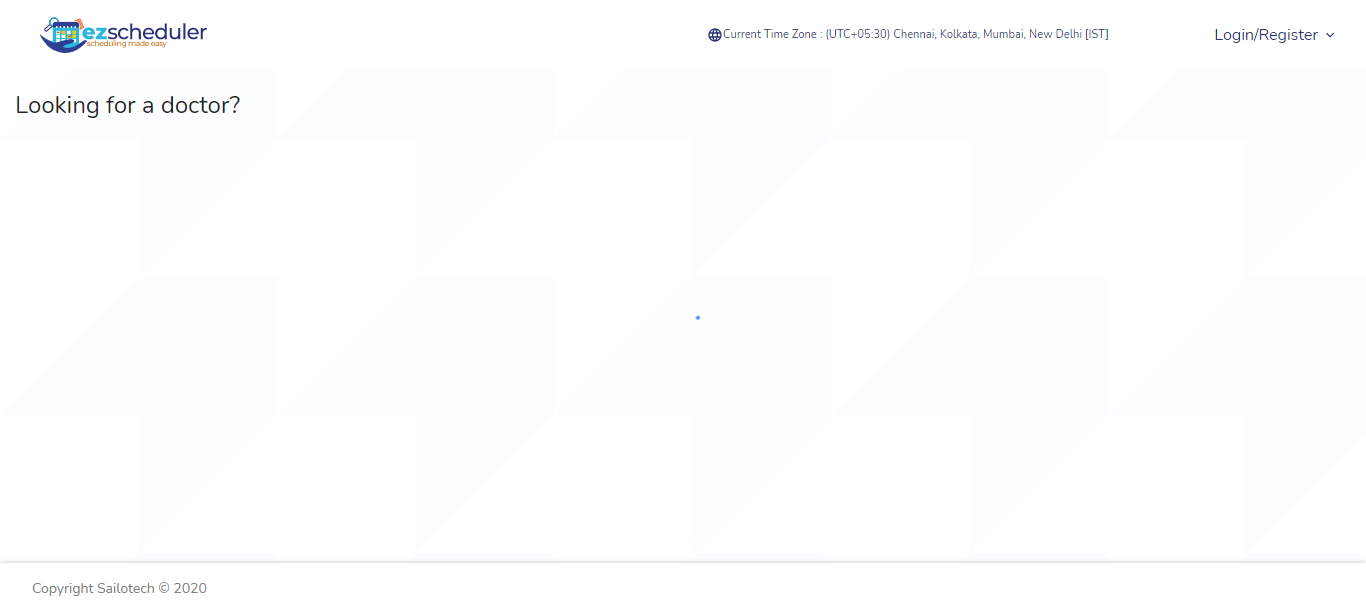 ezscheduler
scheduling made easy
Current Time Zone : (UTC+05:30) Chennai, Kolkata, Mumbai, New Delhi [IST]
Login/Register
Looking for a doctor?
Copyright Sailotech © 2020